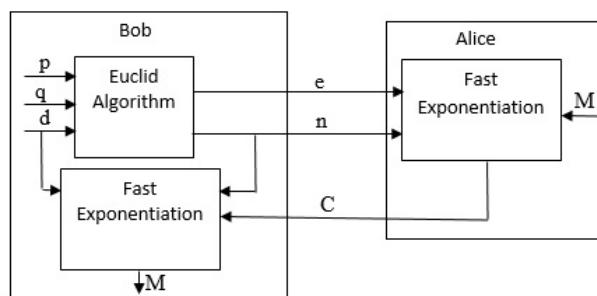 Bob
Alice
p
q
d
Euclid
Algorithm
e
n
Fast
Exponentiation
M
Fast
Exponentiation
C
M